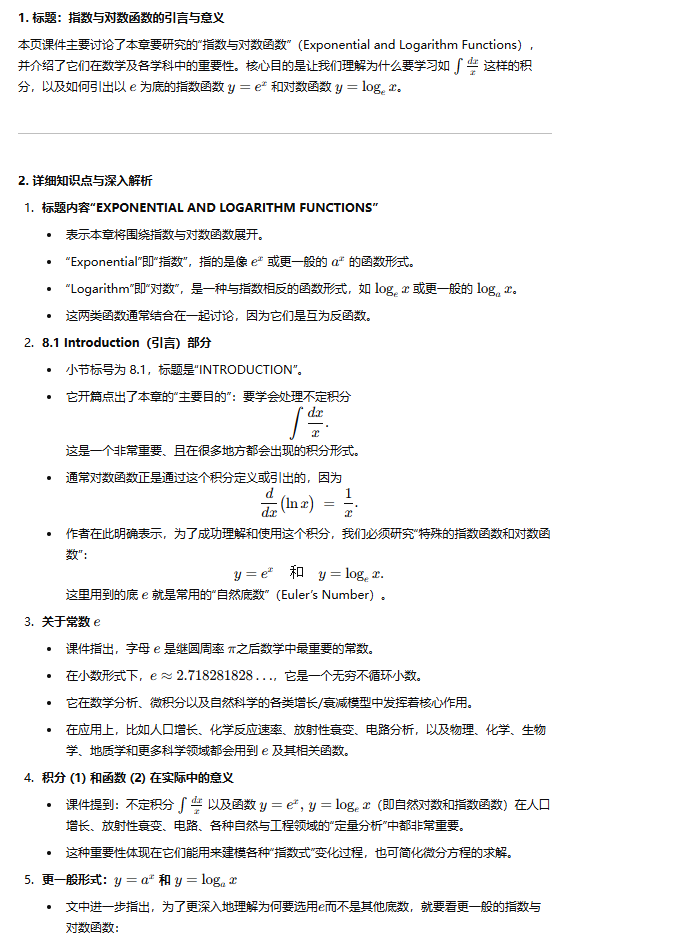 1. 标题：指数与对数函数的引言与意义
本页课件主要讨论了本章要研究的“指数与对数函数”（Exponential and Logarithm Functions），
并介绍了它们在数学及各学科中的重要性。核心目的是让我们理解为什么要学习如 ∫ dx/x 这样的积
分，以及如何引出以 e 为底的指数函数 y = eˣ 和对数函数 y = logₑ x。
2. 详细知识点与深入解析
1. 标题内容“EXPONENTIAL AND LOGARITHM FUNCTIONS”
• 表示本章将围绕指数与对数函数展开。
• “Exponential”即“指数”，指的是像 eˣ 或更一般的 aˣ 的函数形式。
• “Logarithm”即“对数”，是一种与指数相反的函数形式，如 logₑ x 或更一般的 logₐ x。
• 这两类函数通常结合在一起讨论，因为它们是互为反函数。
2. 8.1 Introduction（引言）部分
• 小节标号为 8.1，标题是“INTRODUCTION”。
• 它开篇点出了本章的“主要目的”：要学会处理不定积分
∫ dx/x.
这是一个非常重要、且在很多地方都会出现的积分形式。
• 通常对数函数正是通过这个积分定义或引出的，因为
d/dx (ln x) = 1/x.
• 作者在此明确表示，为了成功理解和使用这个积分，我们必须研究“特殊的指数函数和对数函
数”：
y = eˣ 和 y = logₑ x.
这里用到的底 e 就是常用的“自然底数”（Euler’s Number）。
3. 关于常数 e
• 课件指出，字母 e 是继圆周率 π之后数学中最重要的常数。
• 在小数形式下，e ≈ 2.718281828…，它是一个无穷不循环小数。
• 它在数学分析、微积分以及自然科学的各类增长/衰减模型中发挥着核心作用。
• 在应用上，比如人口增长、化学反应速率、放射性衰变、电路分析，以及物理、化学、生物
学、地质学和更多科学领域都会用到 e 及其相关函数。
4. 积分 (1) 和函数 (2) 在实际中的意义
• 课件提到：不定积分 ∫ dx/x 以及函数 y = eˣ, y = logₑ x（即自然对数和指数函数）在人口
增长、放射性衰变、电路、各种自然与工程领域的“定量分析”中都非常重要。
• 这种重要性体现在它们能用来建模各种“指数式”变化过程，也可简化微分方程的求解。
5. 更一般形式：y = aˣ 和 y = logₐ x
• 文中进一步指出，为了更深入地理解为何要选用e而不是其他底数，就要看更一般的指数与
对数函数：